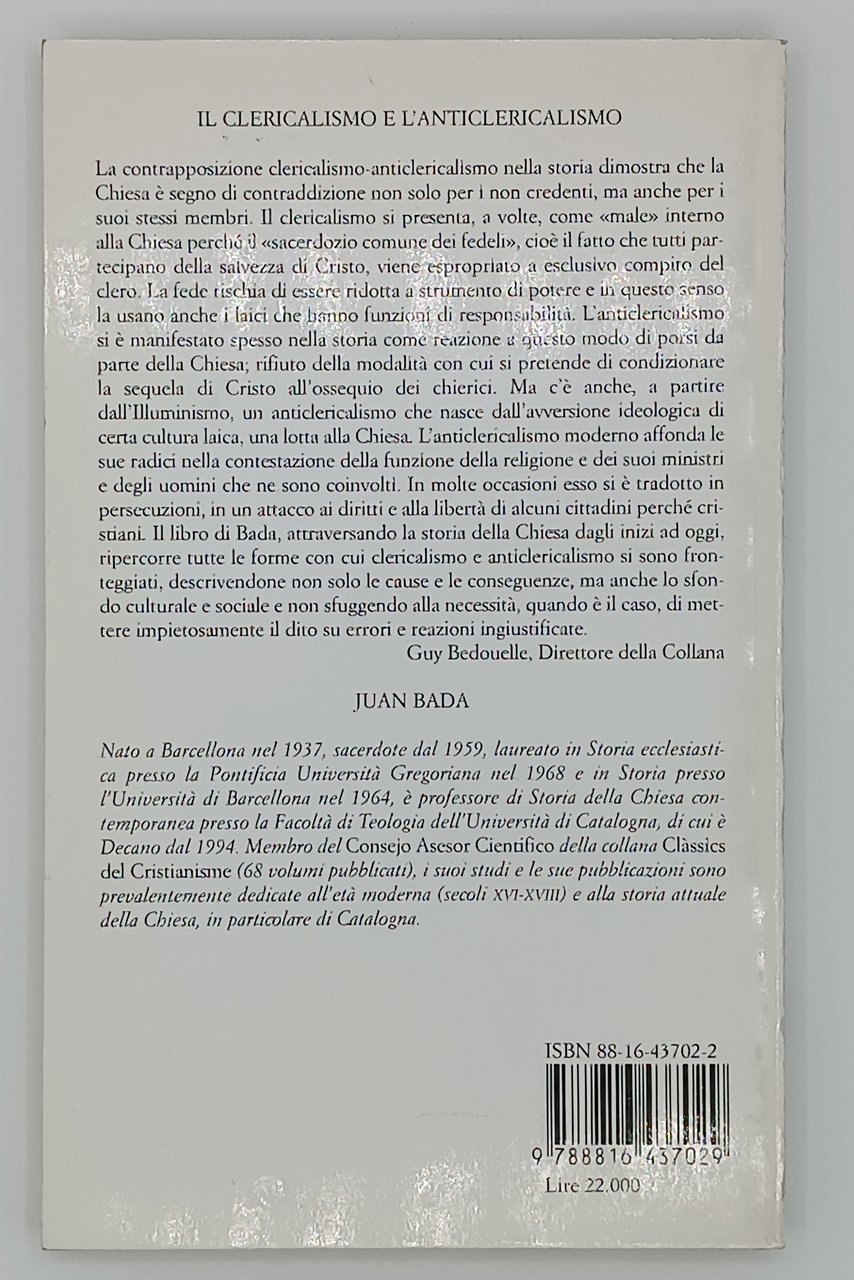 IL CLERICALISMO E L'ANTICLERICALISMO
La contrapposizione clericalismo-anticlericalismo nella storia dimostra che la
Chiesa è segno di contraddizione non solo per i non credenti, ma anche per i
suoi stessi membri. Il clericalismo si presenta, a volte, come «male» interno
alla Chiesa perché il «sacerdozio comune dei fedeli», cioè il fatto che tutti par-
tecipano della salvezza di Cristo, viene espropriato a esclusivo compito del
clero. La fede rischia di essere ridotta a strumento di potere e in questo senso
la usano anche i laici che hanno funzioni di responsabilità. L'anticlericalismo
si è manifestato spesso nella storia come reazione a questo modo di porsi da
parte della Chiesa; rifiuto della modalità con cui si pretende di condizionare
la sequela di Cristo all'ossequio dei chierici. Ma c'è anche, a partire
dall'Illuminismo, un anticlericalismo che nasce dall'avversione ideologica di
certa cultura laica, una lotta alla Chiesa. L'anticlericalismo moderno affonda le
sue radici nella contestazione della funzione della religione e dei suoi ministri
e degli uomini che ne sono coinvolti. In molte occasioni esso si è tradotto in
persecuzioni, in un attacco ai diritti e alla libertà di alcuni cittadini perché cri-
stiani. Il libro di Bada, attraversando la storia della Chiesa dagli inizi ad oggi,
ripercorre tutte le forme con cui clericalismo e anticlericalismo si sono fron-
teggiati, descrivendone non solo le cause e le conseguenze, ma anche lo sfon-
do culturale e sociale e non sfuggendo alla necessità, quando è il caso, di met-
tere impietosamente il dito su errori e reazioni ingiustificate.
Guy Bedouelle, Direttore della Collana
JUAN BADA
Nato a Barcellona nel 1937, sacerdote dal 1959, laureato in Storia ecclesiasti-
ca presso la Pontificia Università Gregoriana nel 1968 e in Storia presso
l'Università di Barcellona nel 1964, è professore di Storia della Chiesa con-
temporanea presso la Facoltà di Teologia dell'Università di Catalogna, di cui è
Decano dal 1994. Membro del Consejo Asesor Cientifico della collana Clàssics
del Cristianisme (68 volumi pubblicati), i suoi studi e le sue pubblicazioni sono
prevalentemente dedicate all'età moderna (secoli XVI-XVIII) e alla storia attuale
della Chiesa, in particolare di Catalogna.
ISBN 88-16-43702-2
9 788816 437029
Lire 22.000